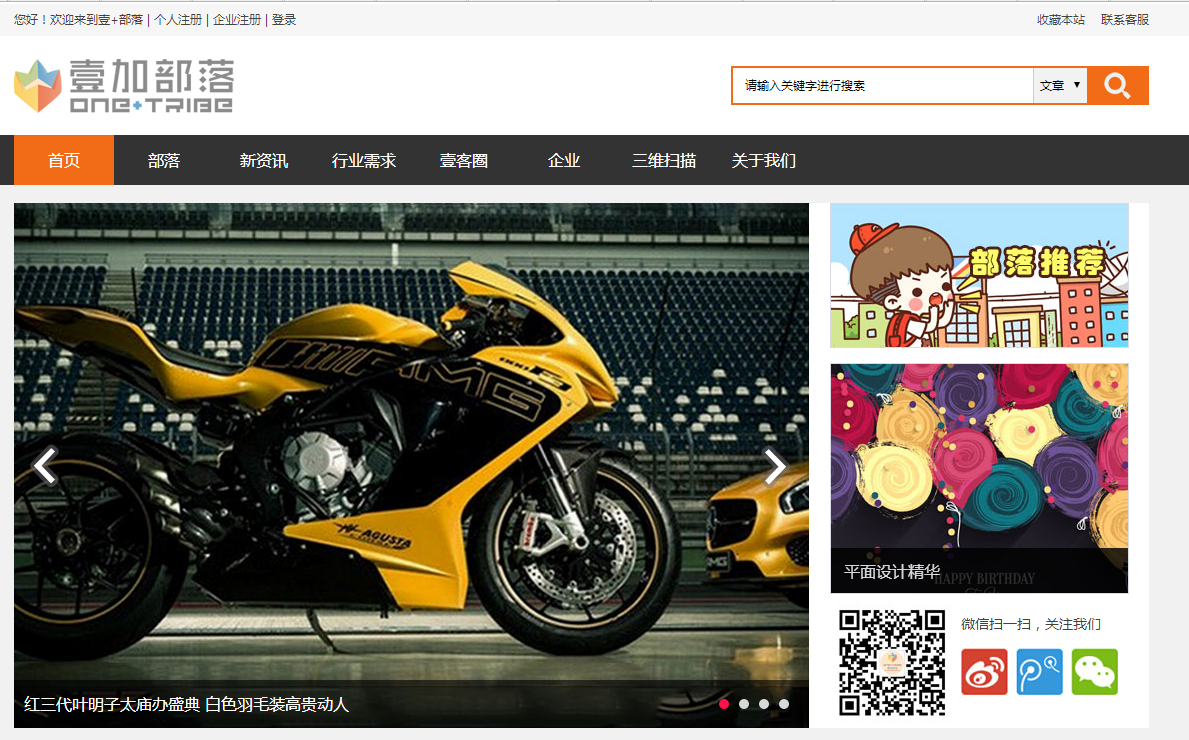 您好！欢迎来到壹+部落 | 个人注册 | 企业注册 | 登录
收藏本站 联系客服
壹加部落
ONE+TRIBE
请输入关键字进行搜索 文章
首页 部落 新资讯 行业需求 壹客圈 企业 三维扫描 关于我们
部落推荐
AMG
AGUSTA
平面设计精华
HAPPY BIRTHDAY
微信扫一扫，关注我们
红三代叶明子太庙办盛典 白色羽毛装高贵动人